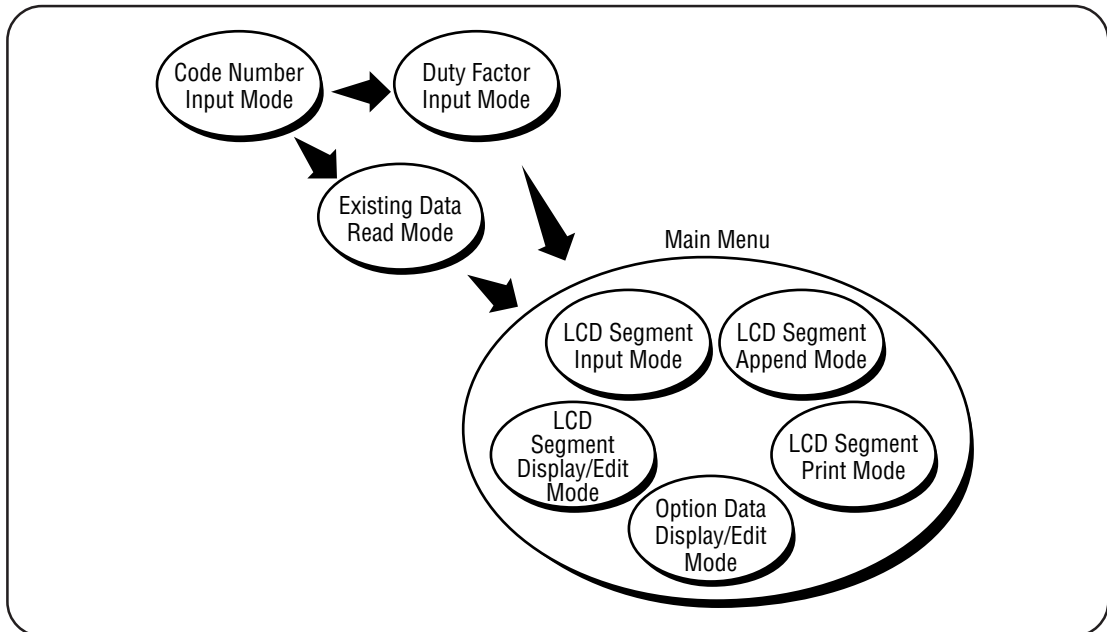 Code Number
Input Mode
Duty Factor
Input Mode
Existing Data
Read Mode
Main Menu
LCD Segment
Input Mode
LCD Segment
Append Mode
LCD
Segment
Display/Edit
Mode
LCD Segment
Print Mode
Option Data
Display/Edit
Mode